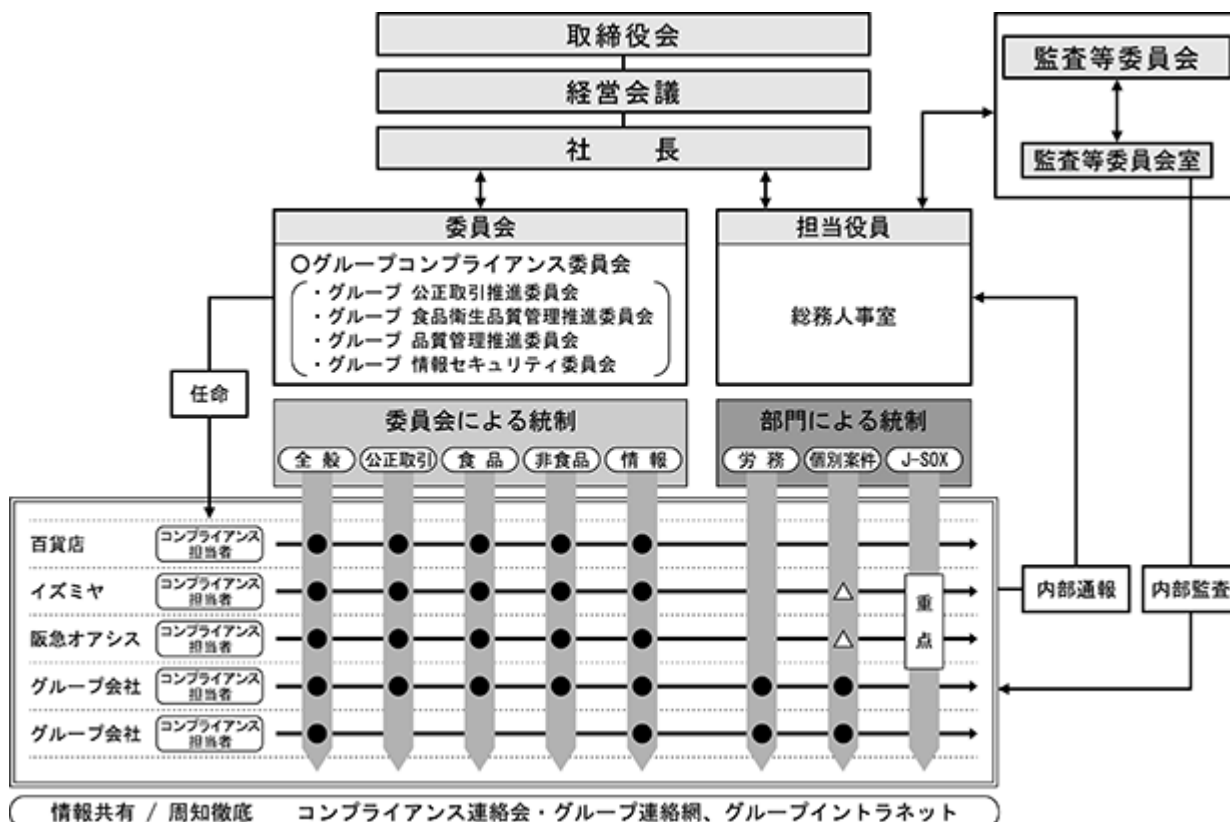 取締役会
経営会議
社　長
監査等委員会
監査等委員会室
委員会
〇グループコンプライアンス委員会
・グループ 公正取引推進委員会
・グループ 食品衛生品質管理推進委員会
・グループ 品質管理推進委員会
・グループ 情報セキュリティ委員会
担当役員
総務人事室
任命
委員会による統制
全 般
公正取引
食 品
非食品
情 報
部門による統制
労 務
個別案件
J-SOX
百貨店
コンプライアンス
担当者
イズミヤ
コンプライアンス
担当者
阪急オアシス
コンプライアンス
担当者
グループ会社
コンプライアンス
担当者
グループ会社
コンプライアンス
担当者
重
点
内部通報
内部監査
情報共有 / 周知徹底　コンプライアンス連絡会・グループ連絡網、グループイントラネット